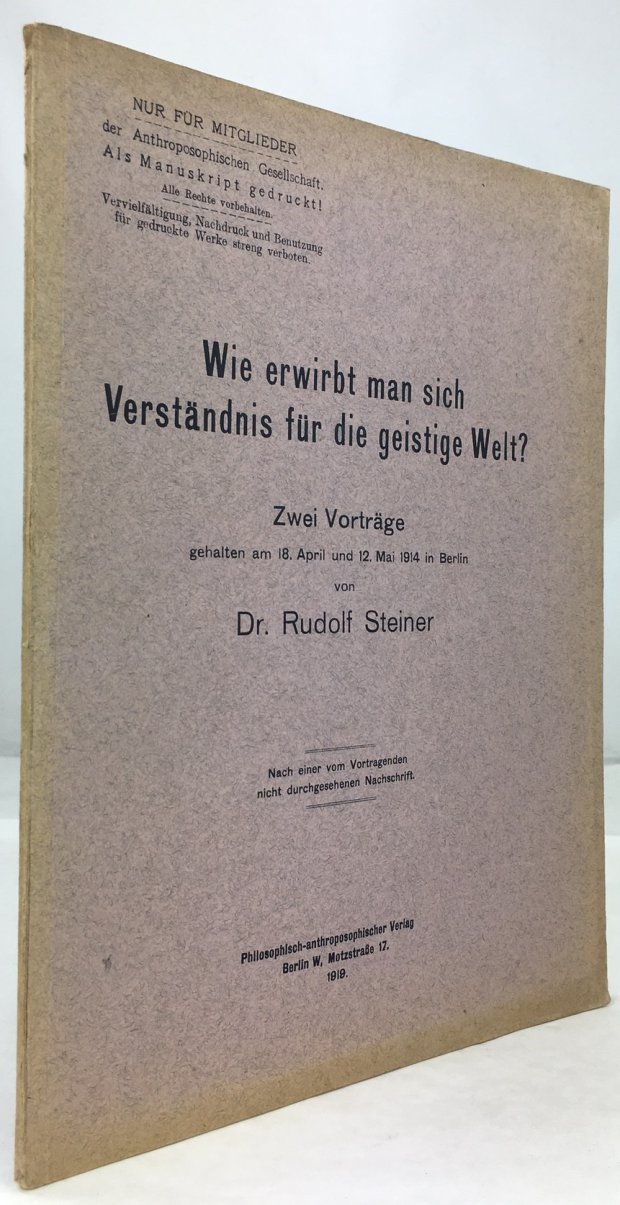 NUR FÜR MITGLIEDER
der Anthroposophischen Gesellschaft.
Als Manuskript gedruckt!
Alle Rechte vorbehalten.
Vervielfältigung, Nachdruck und Benutzung
für gedruckte Werke streng verboten.
Wie erwirbt man sich
Verständnis für die geistige Welt?
Zwei Vorträge
gehalten am 18. April und 12. Mai 1914 in Berlin
von
Dr. Rudolf Steiner
Nach einer vom Vortragenden
nicht durchgesehenen Nachschrift.
Philosophisch-anthroposophischer Verlag
Berlin W, Motzstraße 17.
1919.